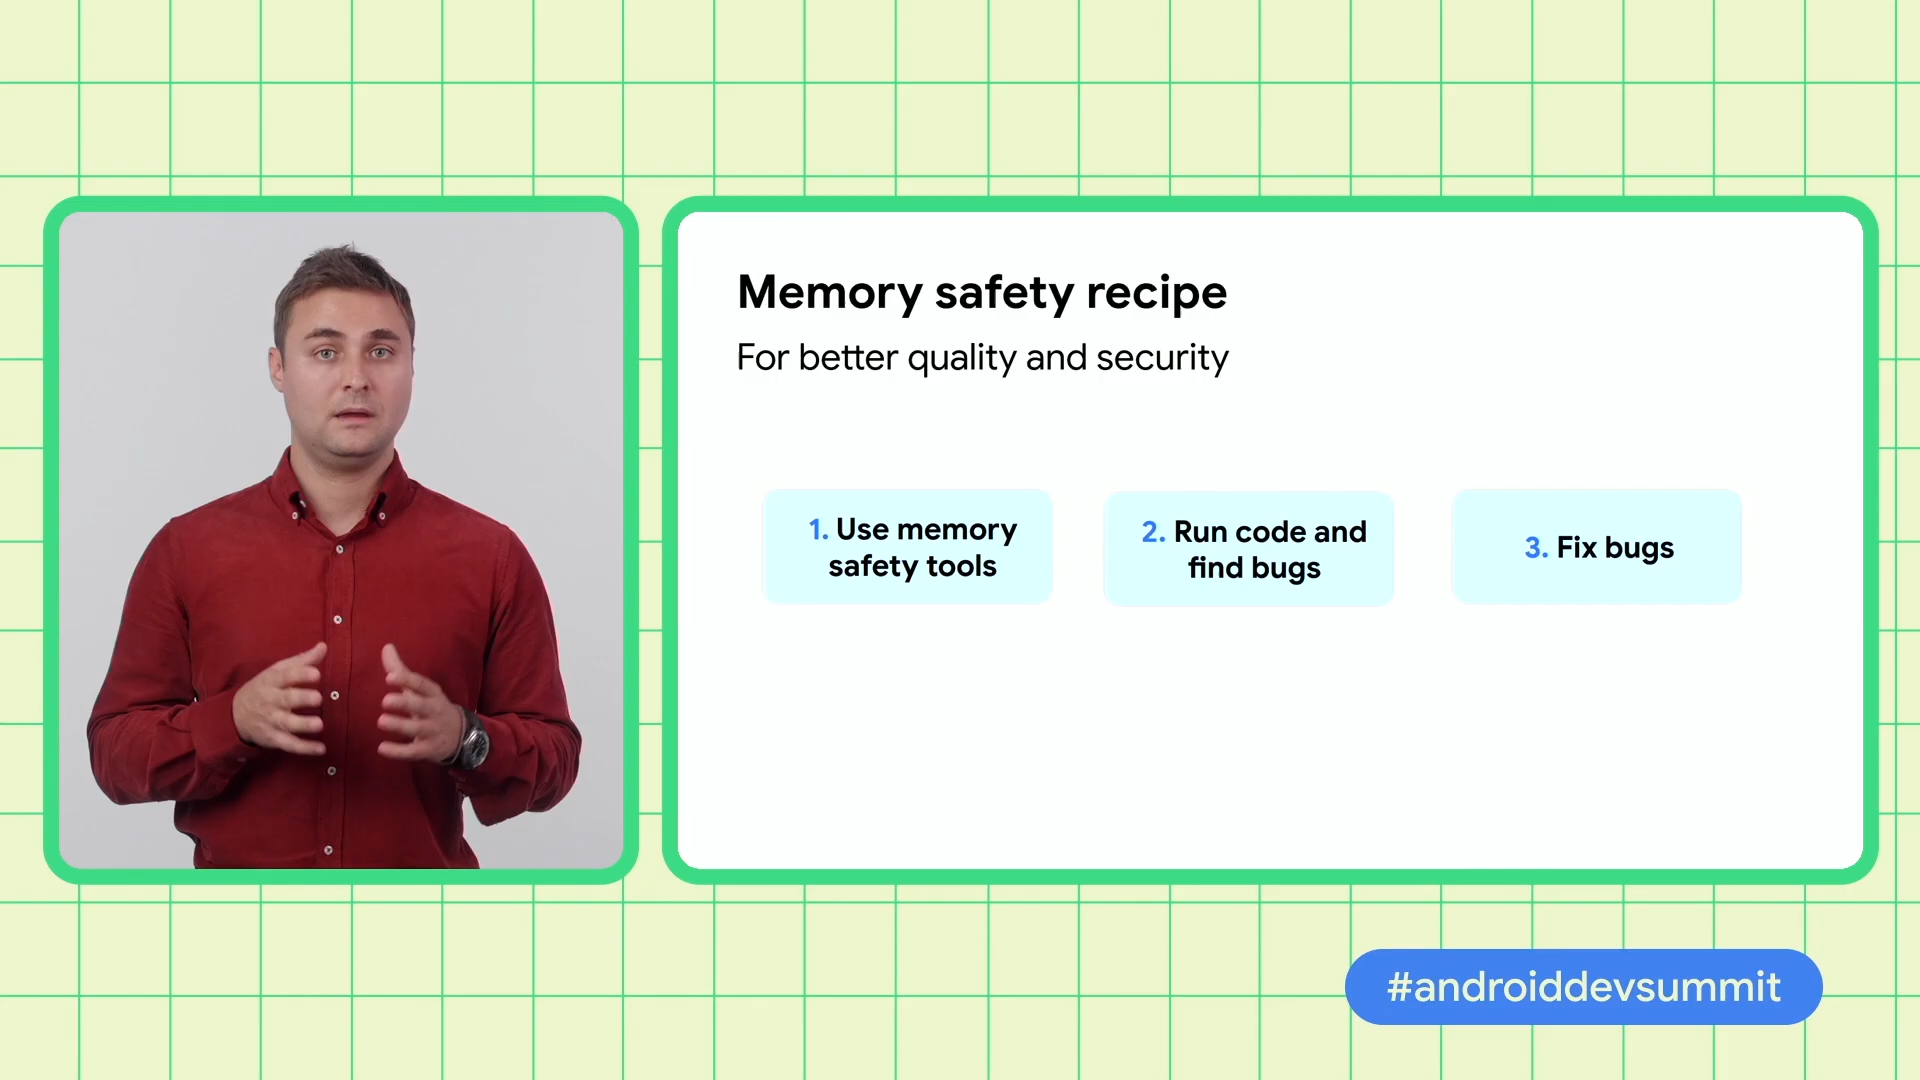 Memory safety recipe
For better quality and security
1. Use memory
safety tools
2. Run code and
find bugs
3. Fix bugs
#androiddevsummit